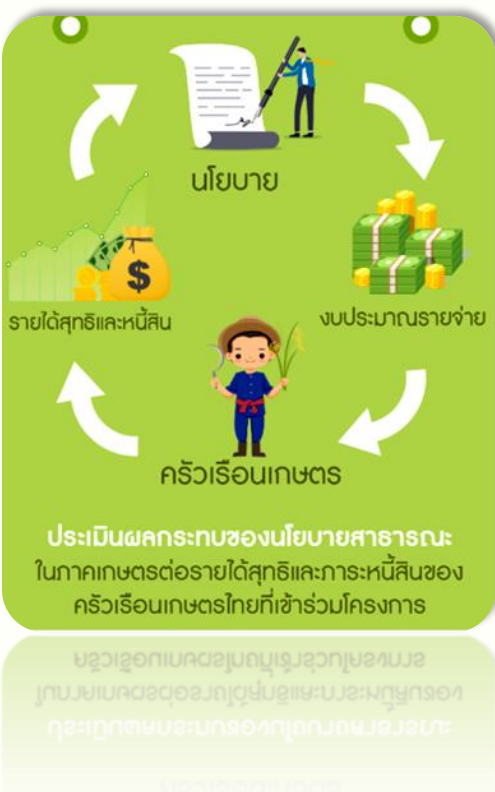 นโยบาย
รายได้สุทธิและหนี้สิน
งบประมาณรายจ่าย
ครัวเรือนเกษตร
ประเมินผลกระทบของนโยบายสาธารณะ
ในภาคเกษตรต่อรายได้สุทธิและภาระหนี้สินของ
ครัวเรือนเกษตรไทยที่เข้าร่วมโครงการ